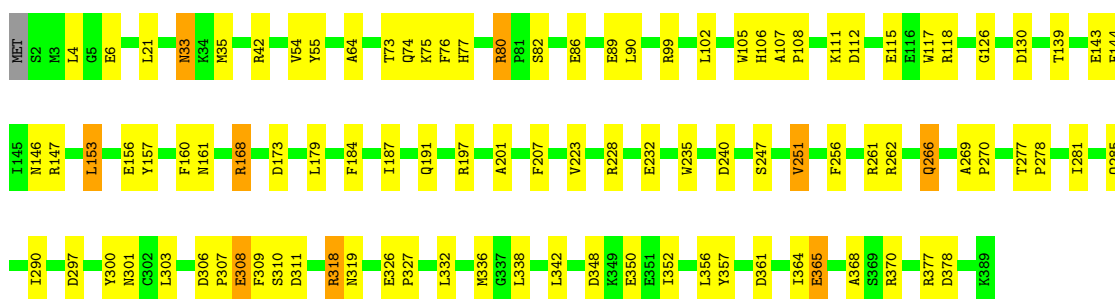 MET S2 M3 L4 G5 E6 L21 N33 K34 M35 R42 V54 Y55 A64 T73 Q74 K75 F76 H77 R80 P81 S82 E86 E89 L90 R99 L102 W105 H106 A107 P108 K111 D112 E115 E116 W117 R118 G126 D130 T139 E143
I145 N146 R147 L153 E156 Y157 F160 N161 R168 D173 L179 F184 I187 Q191 R197 A201 F207 V223 R228 E232 W235 D240 S247 V251 F256 R261 R262 Q266 A269 P270 T277 P278 I281
I290 D297 Y300 N301 C302 L303 D306 P307 E308 F309 S310 D311 R318 N319 E326 P327 L332 M336 G337 L338 L342 D348 K349 E350 E351 I352 L356 Y357 D361 I364 E365 A368 S369 R370 R377 D378 K389